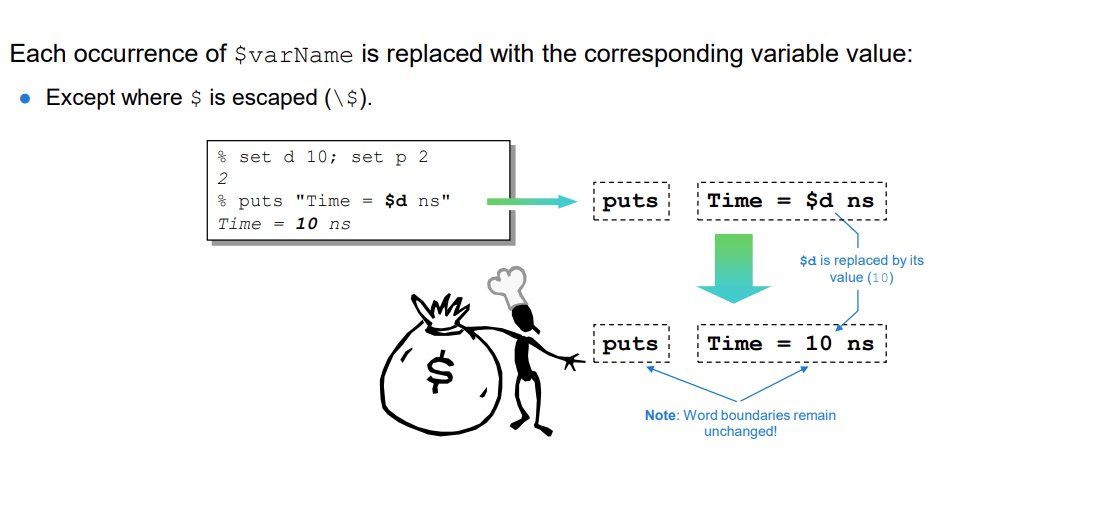 Each occurrence of $varName is replaced with the corresponding variable value:
• Except where $ is escaped (\$).
% set d 10; set p 2
2
% puts "Time = $d ns"
Time = 10 ns
puts
Time = $d ns
$d is replaced by its
value (10)
$
puts
Time = 10 ns
Note: Word boundaries remain
unchanged!